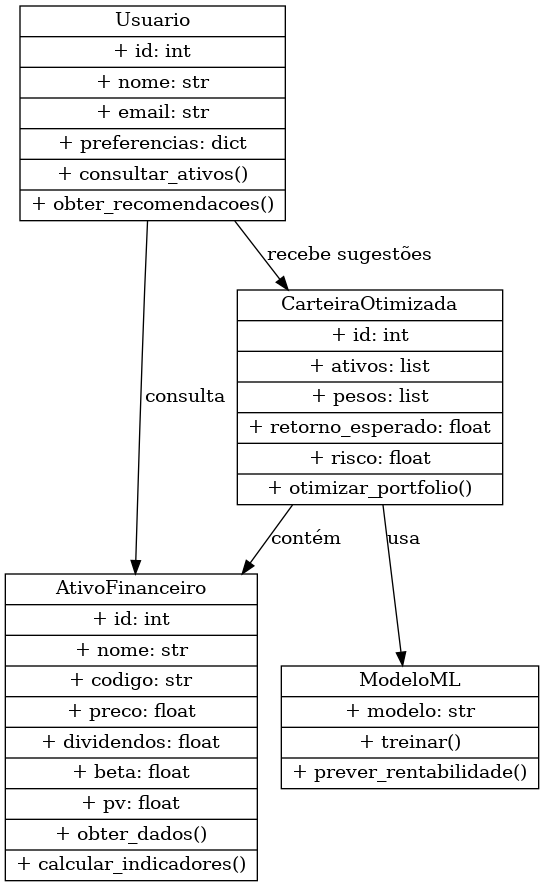 Usuario
+ id: int
+ nome: str
+ email: str
+ preferencias: dict
+ consultar_ativos()
+ obter_recomendacoes()
recebe sugestões
CarteiraOtimizada
+ id: int
+ ativos: list
+ pesos: list
+ retorno_esperado: float
+ risco: float
+ otimizar_portfolio()
consulta
contém
usa
AtivoFinanceiro
+ id: int
+ nome: str
+ codigo: str
+ preco: float
+ dividendos: float
+ beta: float
+ pv: float
+ obter_dados()
+ calcular_indicadores()
ModeloML
+ modelo: str
+ treinar()
+ prever_rentabilidade()